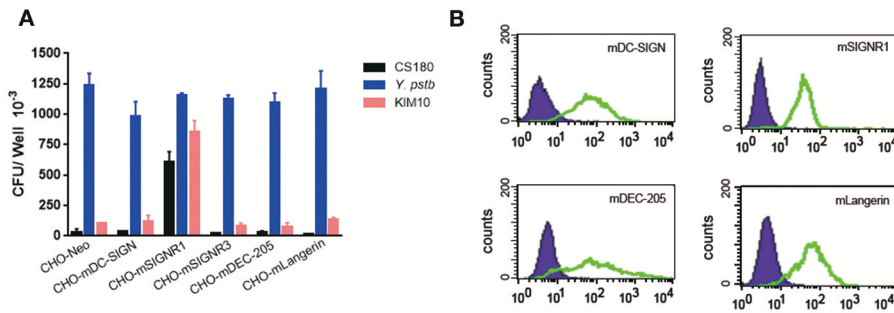 A
CFU/ Well 10⁻³
1500
1250
1000
750
500
250
0
CS180
Y. pstb
KIM10
CHO-Neo
CHO-mDC-SIGN
CHO-mSIGNR1
CHO-mSIGNR3
CHO-mDEC-205
CHO-mLangerin
B
mDC-SIGN
counts
200
0
10⁰ 10¹ 10² 10³ 10⁴
mSIGNR1
counts
200
0
10⁰ 10¹ 10² 10³ 10⁴
mDEC-205
counts
200
0
10⁰ 10¹ 10² 10³ 10⁴
mLangerin
counts
200
0
10⁰ 10¹ 10² 10³ 10⁴